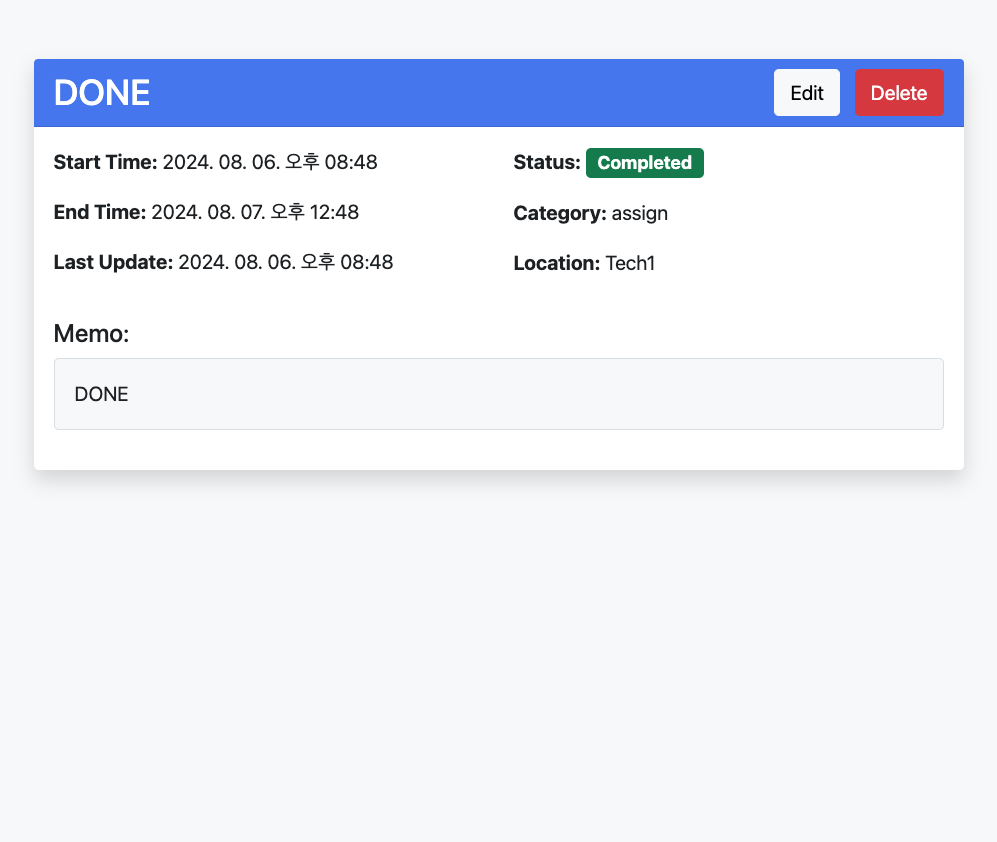 DONE
Edit
Delete
Start Time: 2024. 08. 06. 오후 08:48
End Time: 2024. 08. 07. 오후 12:48
Last Update: 2024. 08. 06. 오후 08:48
Status: Completed
Category: assign
Location: Tech1
Memo:
DONE